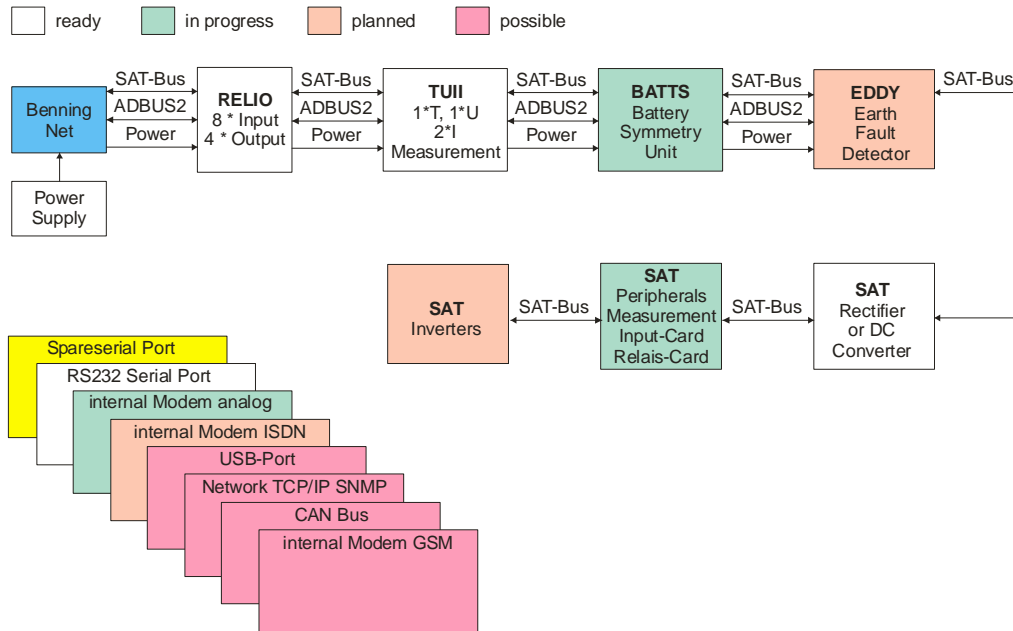 ready
in progress
planned
possible
SAT-Bus
ADBUS2
Power
SAT-Bus
ADBUS2
Power
SAT-Bus
ADBUS2
Power
SAT-Bus
ADBUS2
Power
SAT-Bus
Benning
Net
RELIO
8 * Input
4 * Output
TUII
1*T, 1*U
2*I
Measurement
BATTS
Battery
Symmetry
Unit
EDDY
Earth
Fault
Detector
Power
Supply
SAT
Inverters
SAT-Bus
SAT
Peripherals
Measurement
Input-Card
Relais-Card
SAT-Bus
SAT
Rectifier
or DC
Converter
Spareserial Port
RS232 Serial Port
internal Modem analog
internal Modem ISDN
USB-Port
Network TCP/IP SNMP
CAN Bus
internal Modem GSM